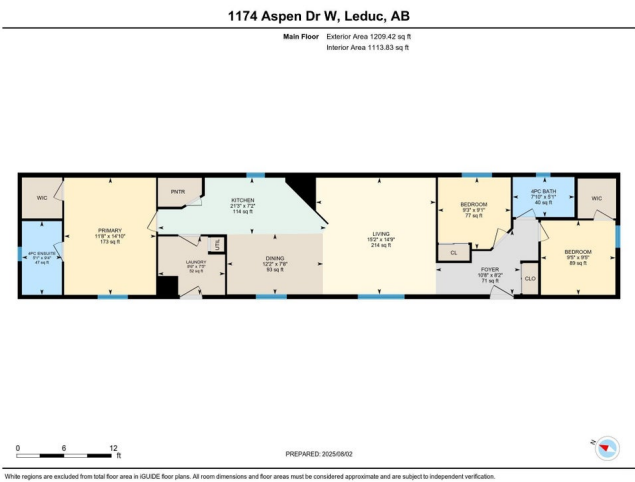 1174 Aspen Dr W, Leduc, AB
Main Floor Exterior Area 1209.42 sq ft
Interior Area 1113.83 sq ft
WIC
PRIMARY
11'8" x 14'10"
173 sq ft
4PC ENSUITE
5'1" x 9'4"
47 sq ft
PNTR
KITCHEN
21'3" x 7'2"
114 sq ft
LAUNDRY
52 sq ft
UTIL
DINING
12'2" x 7'8"
93 sq ft
LIVING
15'2" x 14'9"
214 sq ft
BEDROOM
9'3" x 9'1"
77 sq ft
CL
4PC BATH
7'10" x 5'1"
40 sq ft
WIC
BEDROOM
89 sq ft
FOYER
10'8" x 8'2"
71 sq ft
CLO
0 6 12
ft
PREPARED: 2025/08/02
N
White regions are excluded from total floor area in iGUIDE floor plans. All room dimensions and floor areas must be considered approximate and are subject to independent verification.